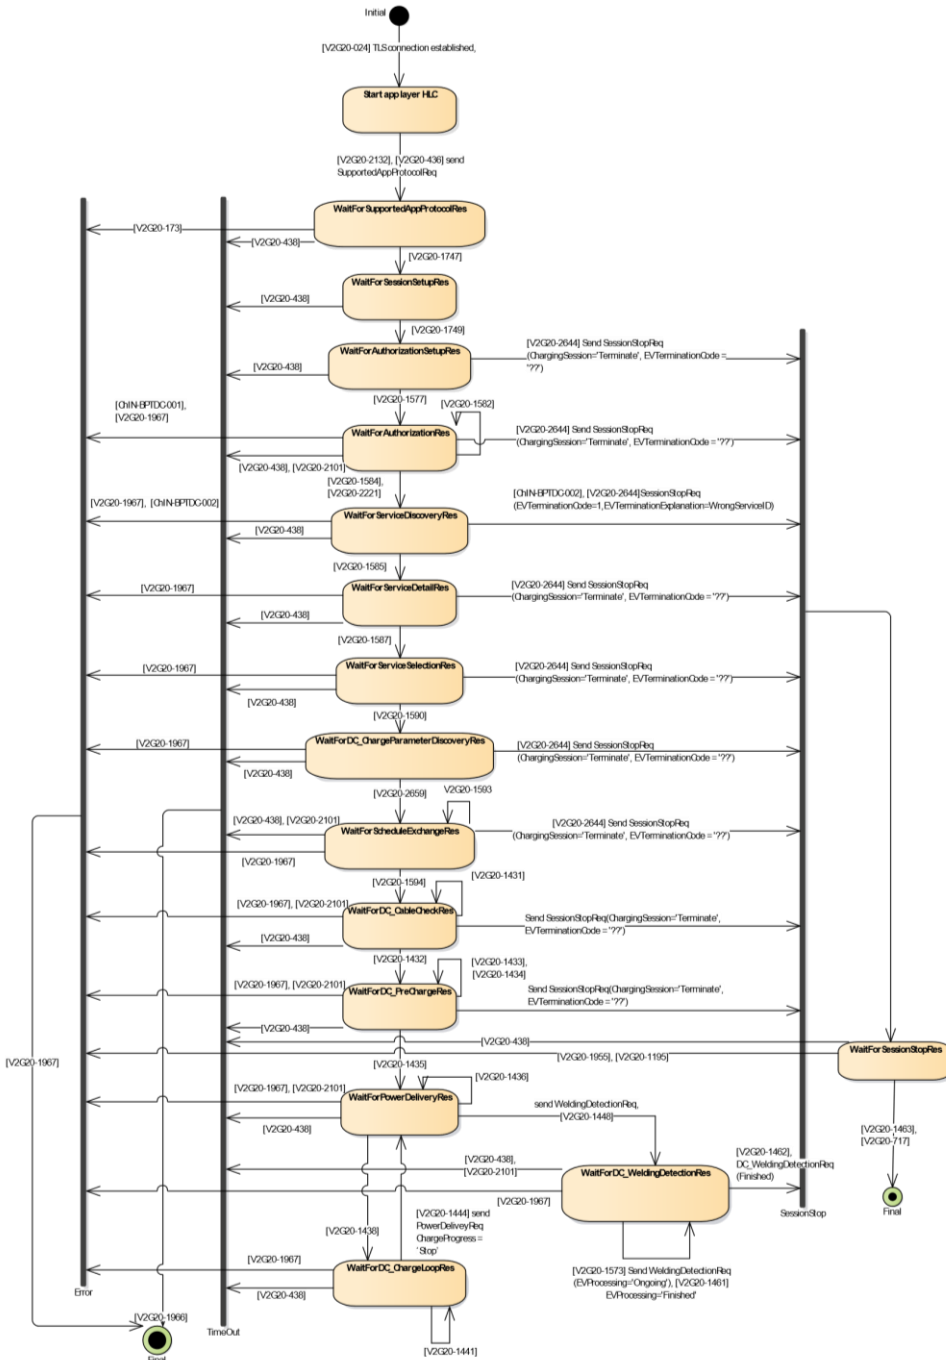 Initial
[V2G20-024] TLS connection established,
Start app layer HLC
[V2G20-2132], [V2G20-436] send
SupportedAppProtocolReq
WaitForSupportedAppProtocolRes
[V2G20-173]
[V2G20-438]
[V2G20-1747]
WaitForSessionSetupRes
[V2G20-438]
[V2G20-1749]
WaitForAuthorizationSetupRes
[V2G20-438]
[V2G20-2644] Send SessionStopReq
(ChargingSession='Terminate', EVTerminationCode =
'??')
[V2G20-1577]
[V2G20-1582]
[ChIN-BPTDC-001],
[V2G20-1967]
WaitForAuthorizationRes
[V2G20-2644] Send SessionStopReq
(ChargingSession='Terminate', EVTerminationCode = '??')
[V2G20-438], [V2G20-2101]
[V2G20-1584],
[V2G20-2221]
[V2G20-1967], [ChIN-BPTDC-002]
WaitForServiceDiscoveryRes
[ChIN-BPTDC-002], [V2G20-2644]SessionStopReq
(EVTerminationCode=1,EVTerminationExplanation=WrongServiceID)
[V2G20-438]
[V2G20-1585]
[V2G20-1967]
WaitForServiceDetailRes
[V2G20-2644] Send SessionStopReq
(ChargingSession='Terminate', EVTerminationCode = '??')
[V2G20-438]
[V2G20-1587]
[V2G20-1967]
WaitForServiceSelectionRes
[V2G20-2644] Send SessionStopReq
(ChargingSession='Terminate', EVTerminationCode = '??')
[V2G20-438]
[V2G20-1590]
[V2G20-1967]
WaitForDC_ChargeParameterDiscoveryRes
[V2G20-2644] Send SessionStopReq
(ChargingSession='Terminate', EVTerminationCode = '??')
[V2G20-438]
[V2G20-2659]
V2G20-1593
[V2G20-438], [V2G20-2101]
WaitForScheduleExchangeRes
[V2G20-2644] Send SessionStopReq
(ChargingSession='Terminate', EVTerminationCode = '??')
[V2G20-1967]
[V2G20-1594]
[V2G20-1431]
[V2G20-1967], [V2G20-2101]
WaitForDC_CableCheckRes
Send SessionStopReq(ChargingSession='Terminate',
EVTerminationCode = '??')
[V2G20-438]
[V2G20-1432]
[V2G20-1433],
[V2G20-1434]
[V2G20-1967], [V2G20-2101]
WaitForDC_PreChargeRes
Send SessionStopReq(ChargingSession='Terminate',
EVTerminationCode = '??')
[V2G20-438]
[V2G20-438]
WaitForSessionStopRes
[V2G20-1955], [V2G20-1195]
[V2G20-1967]
[V2G20-1435]
[V2G20-1436]
[V2G20-1967], [V2G20-2101]
WaitForPowerDeliveryRes
[V2G20-438]
send WeldingDetectionReq,
[V2G20-1448]
[V2G20-1463],
[V2G20-717]
Final
[V2G20-438],
[V2G20-2101]
WaitForDC_WeldingDetectionRes
[V2G20-1462],
DC_WeldingDetectionReq
(Finished)
SessionStop
[V2G20-1967]
[V2G20-1438]
[V2G20-1444] send
PowerDeliveyReq
ChargeProgress =
'Stop'
[V2G20-1967]
WaitForDC_ChargeLoopRes
[V2G20-438]
[V2G20-1573] Send WeldingDetectionReq
(EVProcessing='Ongoing'), [V2G20-1461]
EVProcessing='Finished'
[V2G20-1441]
Error
[V2G20-1966]
TimeOut
Final